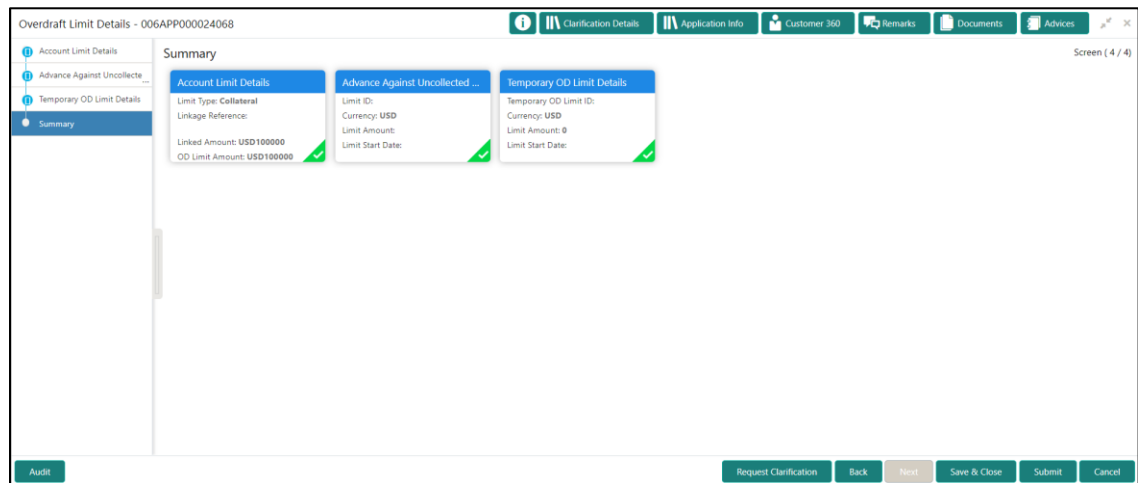 Overdraft Limit Details - 006APP000024068
Clarification Details
Application Info
Customer 360
Remarks
Documents
Advices
Account Limit Details
Advance Against Uncollecte...
Temporary OD Limit Details
Summary
Summary
Screen ( 4 / 4)
Account Limit Details
Limit Type: Collateral
Linkage Reference:
Linked Amount: USD100000
OD Limit Amount: USD100000
Advance Against Uncollected ...
Limit ID:
Currency: USD
Limit Amount:
Limit Start Date:
Temporary OD Limit Details
Temporary OD Limit ID:
Currency: USD
Limit Amount: 0
Limit Start Date:
Audit
Request Clarification
Back
Next
Save & Close
Submit
Cancel